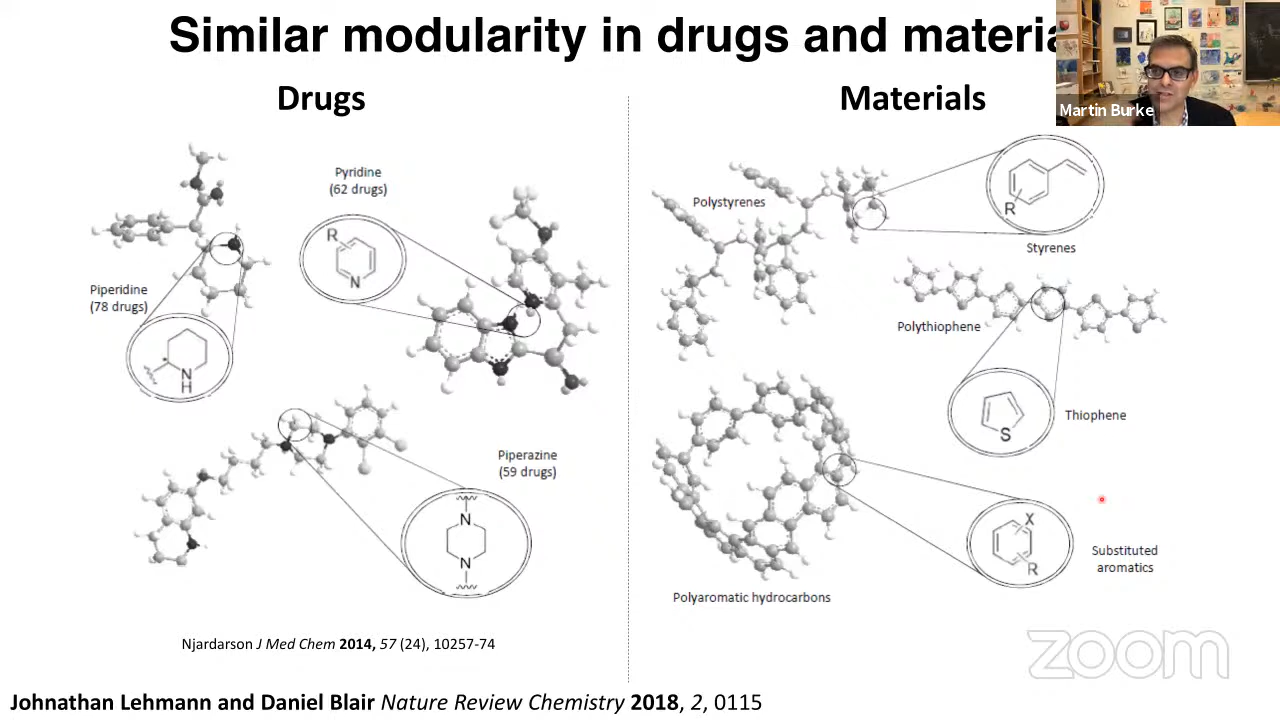 Similar modularity in drugs and materia
Martin Burke
Drugs
Materials
Pyridine
(62 drugs)
R
N
Piperidine
(78 drugs)
*
N
H
Piperazine
(59 drugs)
N
N
Njardarson J Med Chem 2014, 57 (24), 10257-74
Polystyrenes
R
Styrenes
Polythiophene
S
Thiophene
X
R
Substituted
aromatics
Polyaromatic hydrocarbons
zoom
Johnathan Lehmann and Daniel Blair Nature Review Chemistry 2018, 2, 0115